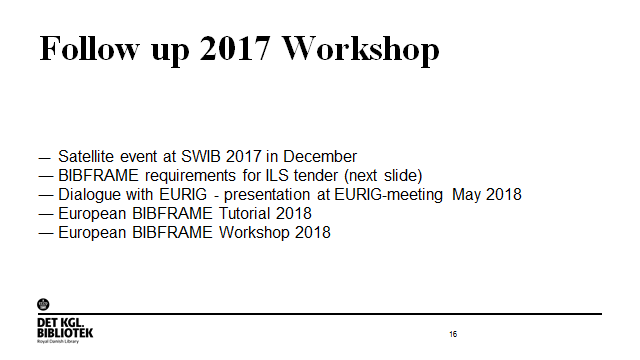 Follow up 2017 Workshop
— Satellite event at SWIB 2017 in December
— BIBFRAME requirements for ILS tender (next slide)
— Dialogue with EURIG - presentation at EURIG-meeting  May 2018
— European BIBFRAME Tutorial 2018
— European BIBFRAME Workshop 2018
DET KGL.
BIBLIOTEK
Royal Danish Library
16